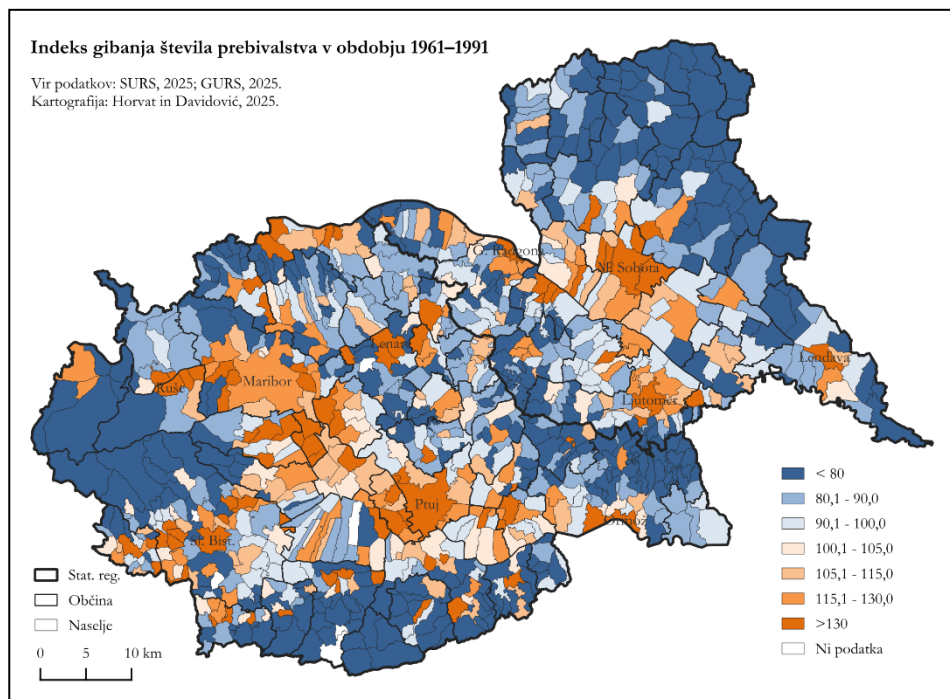 Indeks gibanja števila prebivalstva v obdobju 1961–1991
Vir podatkov: SURS, 2025; GURS, 2025.
Kartografija: Horvat in Davidović, 2025.
G. Radgona
M. Sobota
Lenart
Lendava
Ruše
Maribor
Ljutomer
Ptuj
Ormož
Sl. Bist.
< 80
80,1 - 90,0
90,1 - 100,0
100,1 - 105,0
105,1 - 115,0
115,1 - 130,0
>130
Ni podatka
Stat. reg.
Občina
Naselje
0 5 10 km